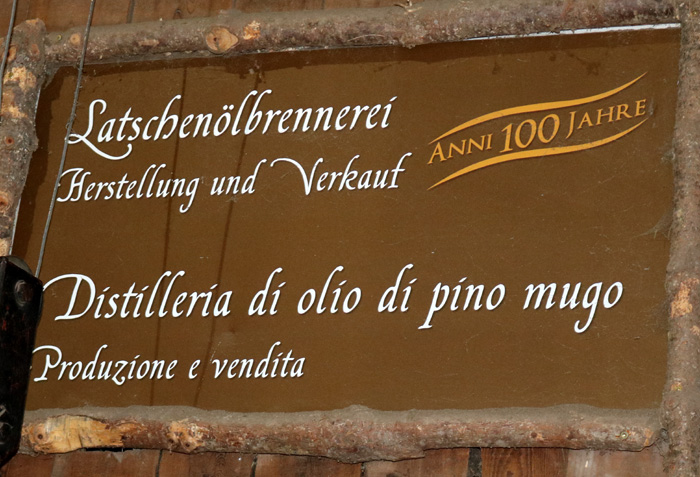 Latschenölbrennerei
Herstellung und Verkauf
ANNI 100 JAHRE
Distilleria di olio di pino mugo
Produzione e vendita